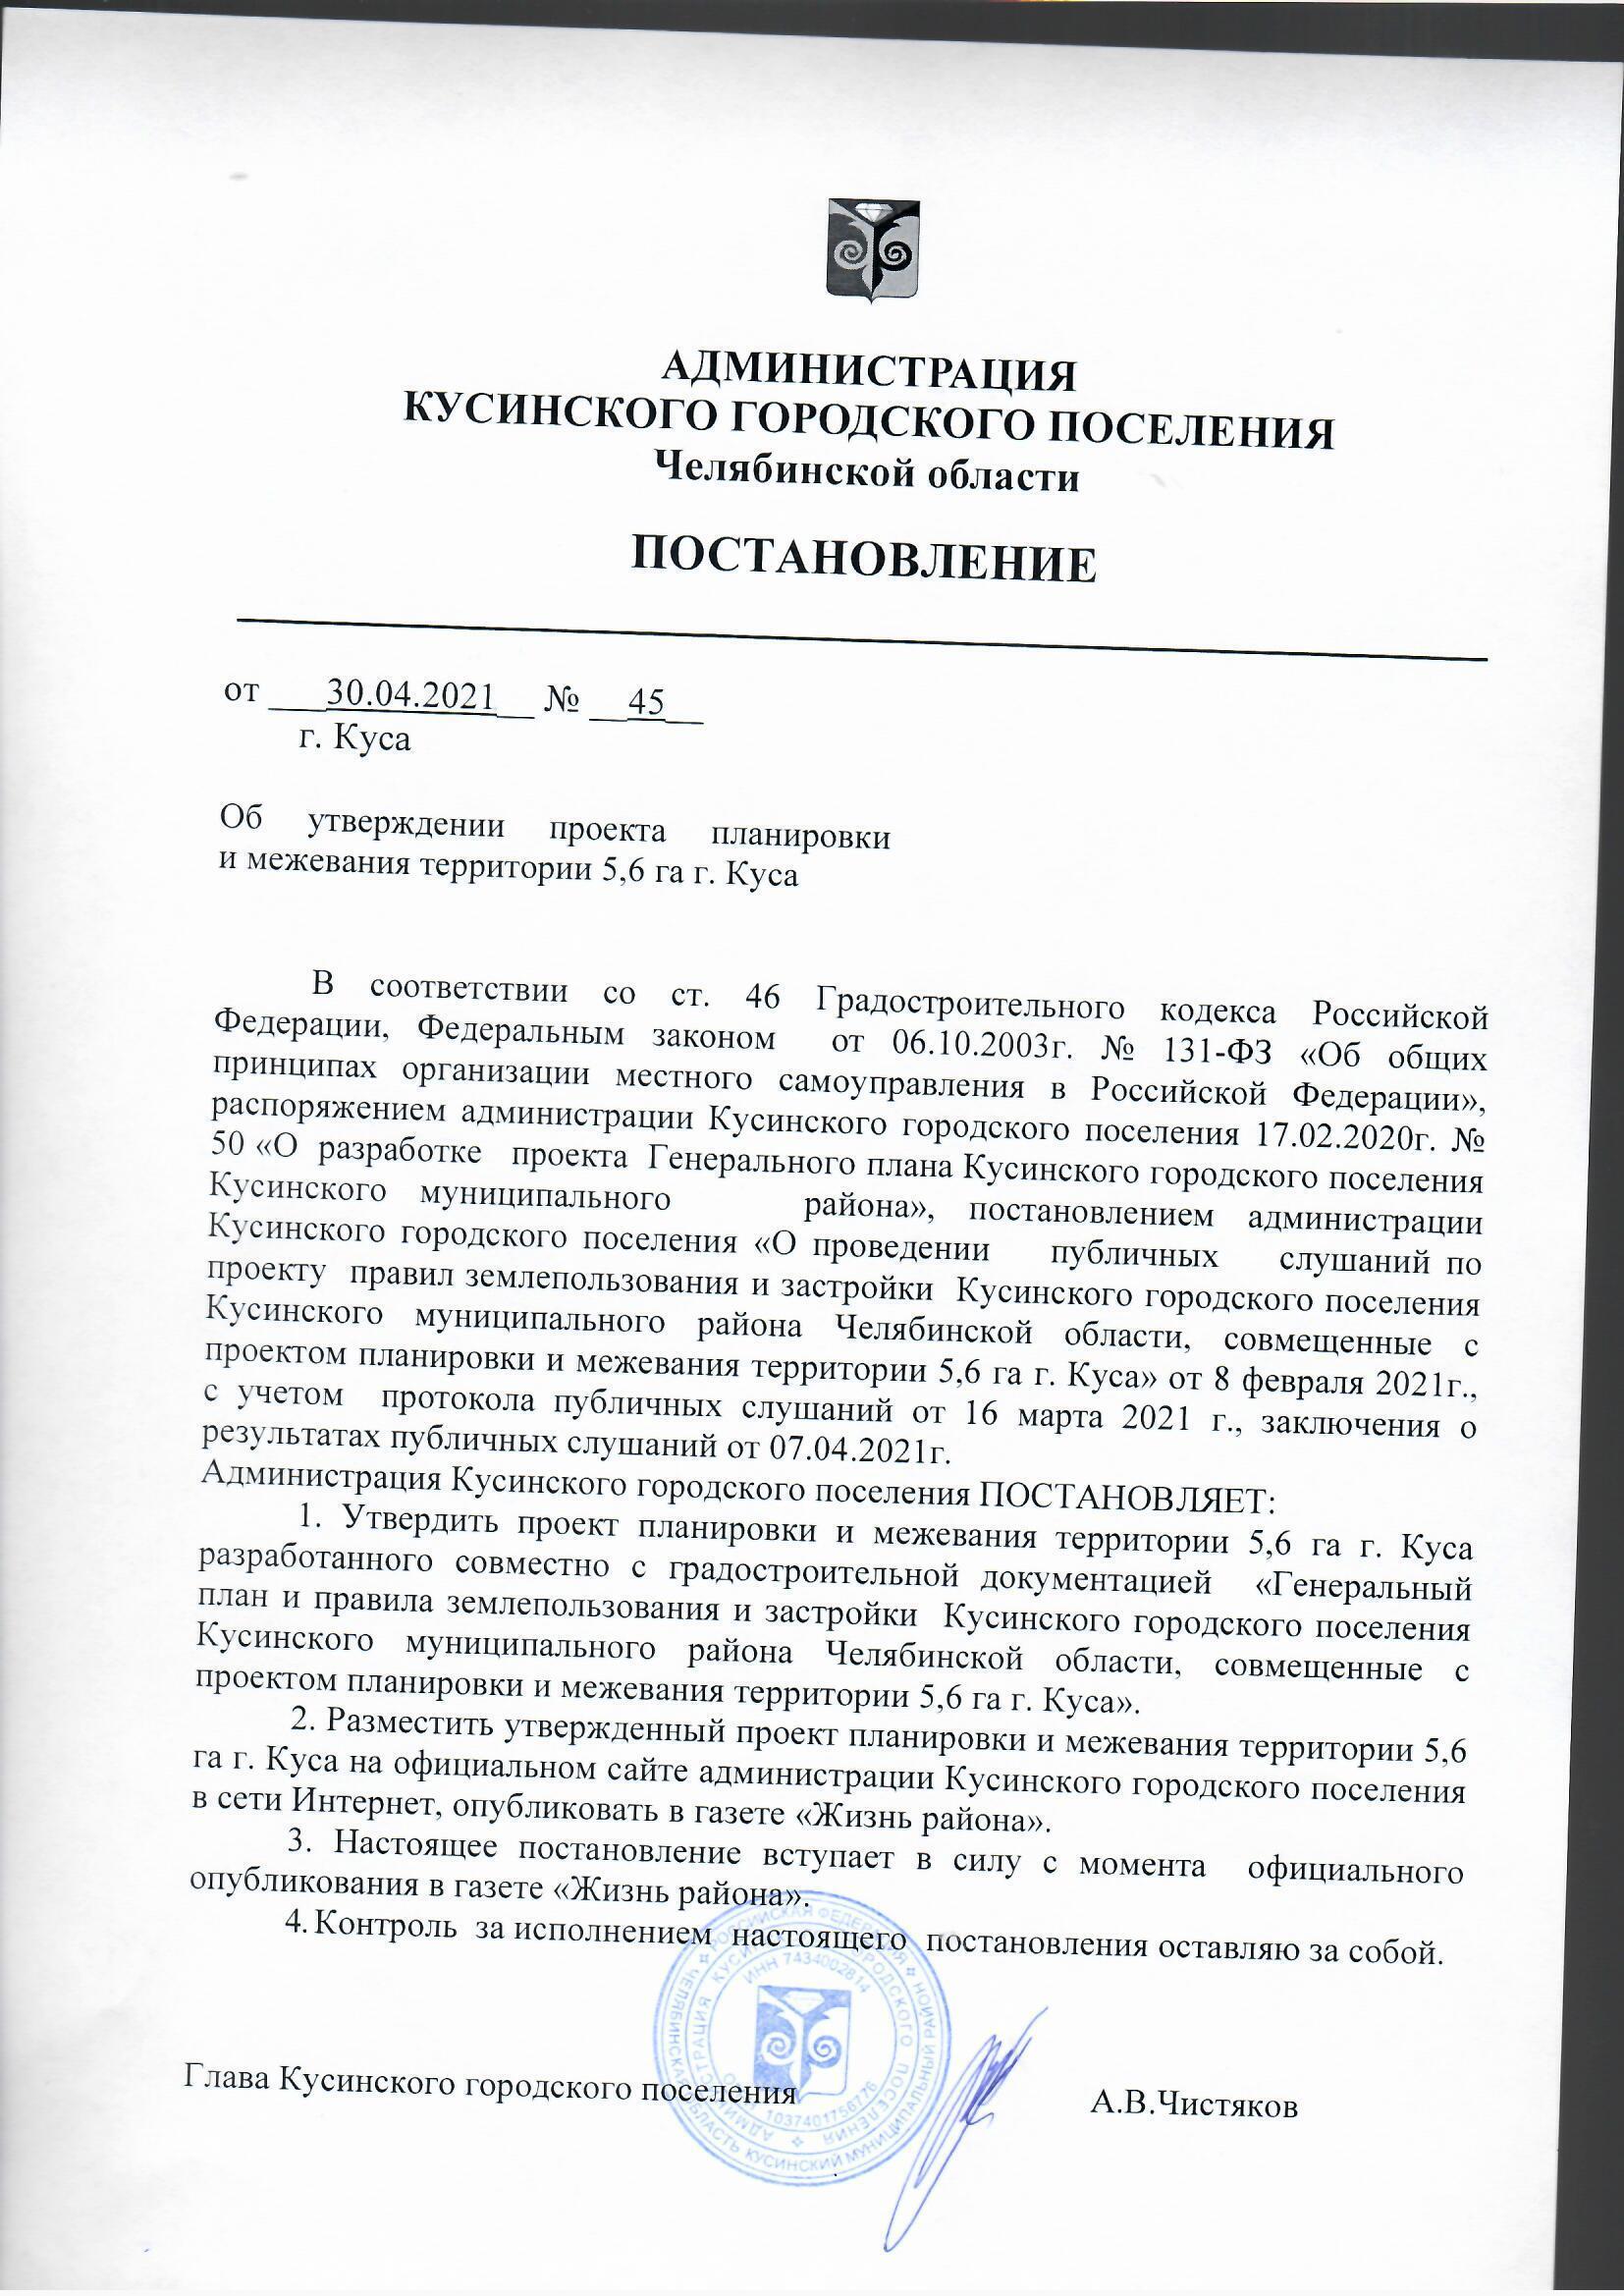 АДМИНИСТРАЦИЯ
КУСИНСКОГО ГОРОДСКОГО ПОСЕЛЕНИЯ
Челябинской области
ПОСТАНОВЛЕНИЕ
от ___30.04.2021__ № __45__
г. Куса
Об утверждении проекта планировки
и межевания территории 5,6 га г. Куса
В соответствии со ст. 46 Градостроительного кодекса Российской
Федерации, Федеральным законом от 06.10.2003г. № 131-ФЗ «Об общих
принципах организации местного самоуправления в Российской Федерации»,
распоряжением администрации Кусинского городского поселения 17.02.2020г. №
50 «О разработке проекта Генерального плана Кусинского городского поселения
Кусинского муниципального района», постановлением администрации
Кусинского городского поселения «О проведении публичных слушаний по
проекту правил землепользования и застройки Кусинского городского поселения
Кусинского муниципального района Челябинской области, совмещенные с
проектом планировки и межевания территории 5,6 га г. Куса» от 8 февраля 2021г.,
с учетом протокола публичных слушаний от 16 марта 2021 г., заключения о
результатах публичных слушаний от 07.04.2021г.
Администрация Кусинского городского поселения ПОСТАНОВЛЯЕТ:
1. Утвердить проект планировки и межевания территории 5,6 га г. Куса
разработанного совместно с градостроительной документацией «Генеральный
план и правила землепользования и застройки Кусинского городского поселения
Кусинского муниципального района Челябинской области, совмещенные с
проектом планировки и межевания территории 5,6 га г. Куса».
2. Разместить утвержденный проект планировки и межевания территории 5,6
га г. Куса на официальном сайте администрации Кусинского городского поселения
в сети Интернет, опубликовать в газете «Жизнь района».
3. Настоящее постановление вступает в силу с момента официального
опубликования в газете «Жизнь района».
4. Контроль за исполнением настоящего постановления оставляю за собой.
Глава Кусинского городского поселения А.В.Чистяков
РОССИЙСКАЯ ФЕДЕРАЦИЯ
ЧЕЛЯБИНСКАЯ ОБЛАСТЬ КУСИНСКИЙ МУНИЦИПАЛЬНЫЙ РАЙОН
ИНН 7434002814
1037401756776